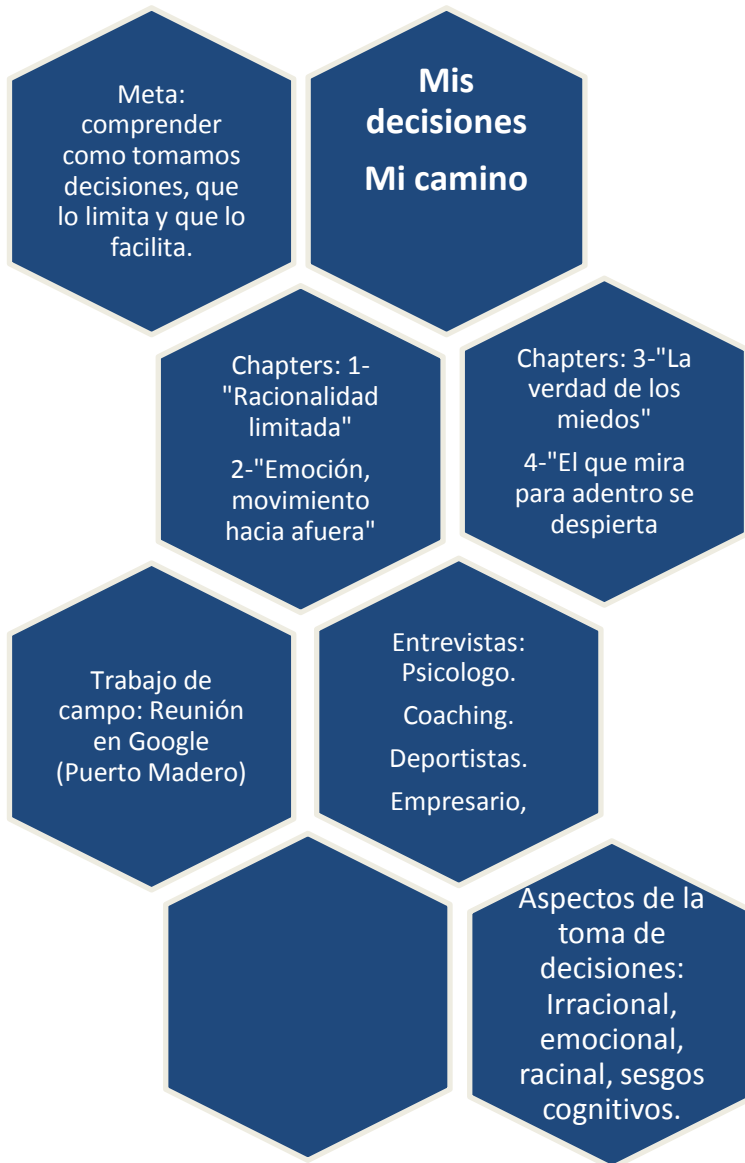 Meta:
comprender
como tomamos
decisiones, que
lo limita y que lo
facilita.
Mis
decisiones
Mi camino
Chapters: 1-
"Racionalidad
limitada"
2-"Emoción,
movimiento
hacia afuera"
Chapters: 3-"La
verdad de los
miedos"
4-"El que mira
para adentro se
despierta
Trabajo de
campo: Reunión
en Google
(Puerto Madero)
Entrevistas:
Psicologo.
Coaching.
Deportistas.
Empresario,
Aspectos de la
toma de
decisiones:
Irracional,
emocional,
racinal, sesgos
cognitivos.